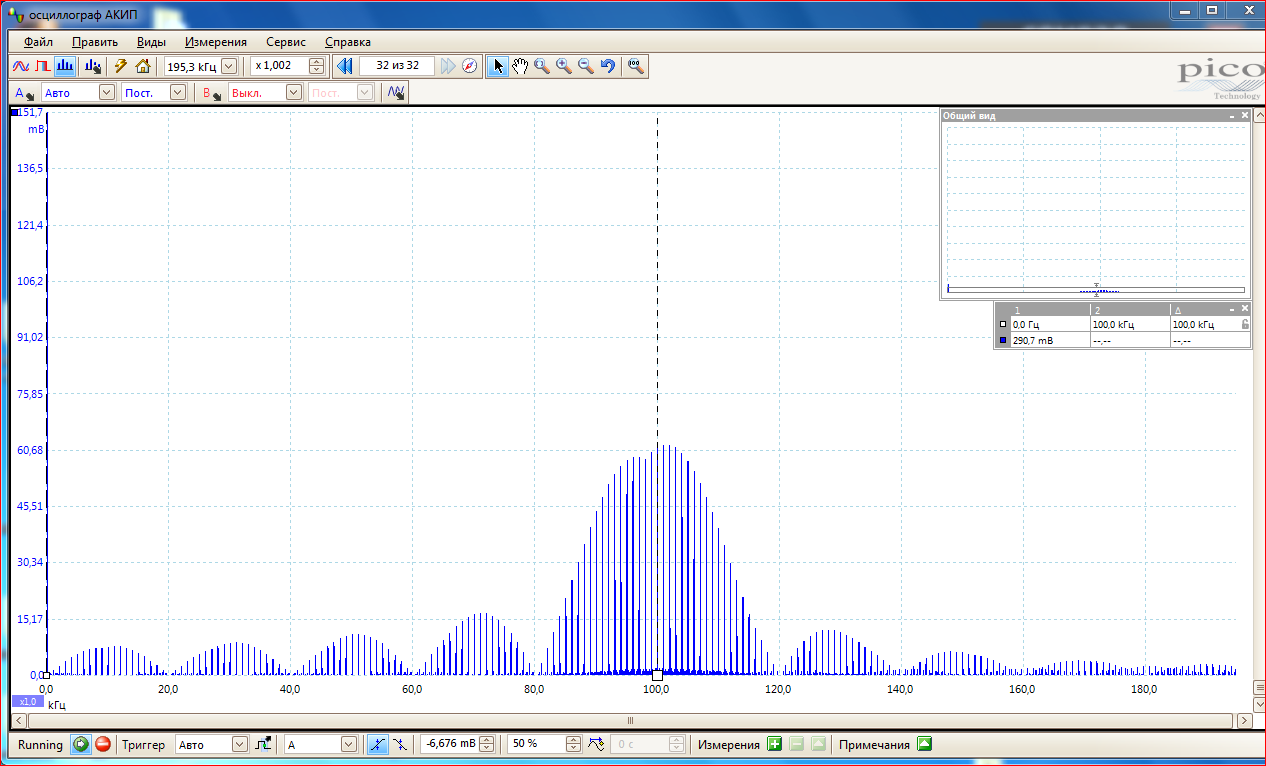 осциллограф АКИП
Файл Править Виды Измерения Сервис Справка
195,3 кГц x 1,002 32 из 32
A Авто Пост. B Выкл. Пост.
pico
Technology
151,7
mВ
136,5
121,4
106,2
91,02
75,85
60,68
45,51
30,34
15,17
0,0
Общий вид
1 2 Δ
0,0 Гц 100,0 кГц 100,0 кГц
290,7 mВ --,-- --,--
0,0 20,0 40,0 60,0 80,0 100,0 120,0 140,0 160,0 180,0
x1,0 кГц
Running Триггер Авто A -6,676 mВ 50 % 0 с Измерения Примечания